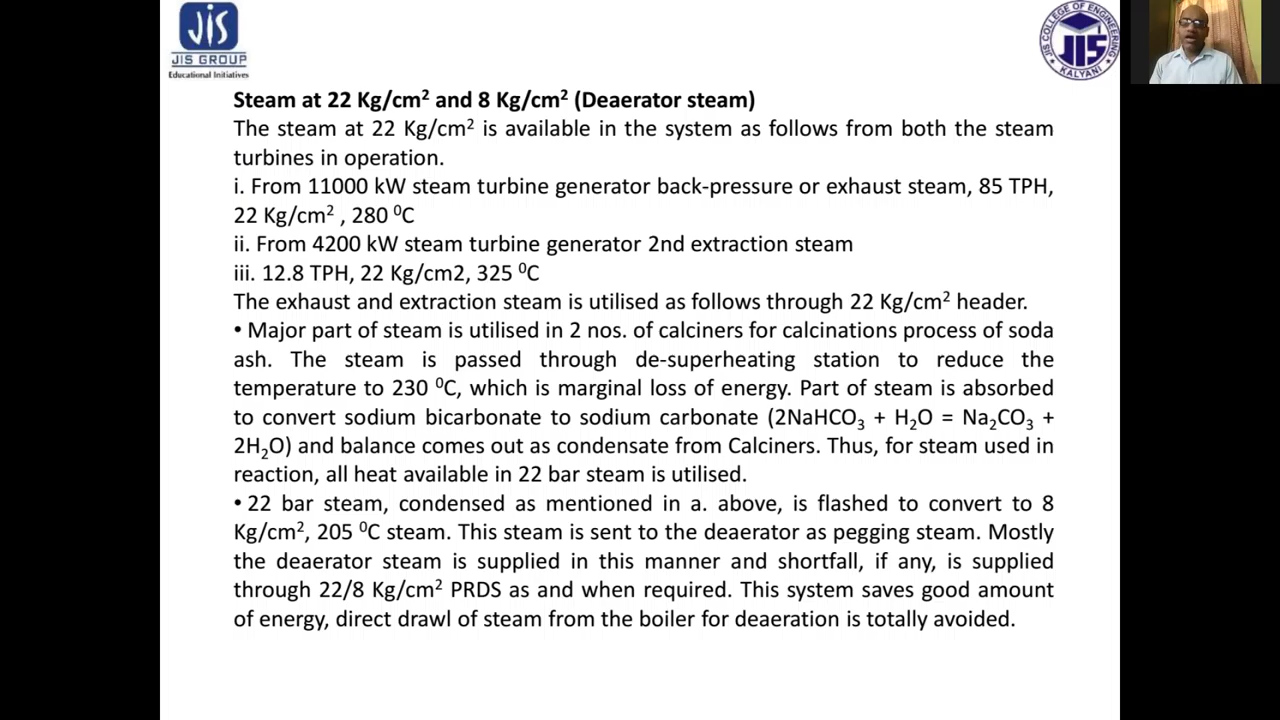 JiS
JIS GROUP
Educational Initiatives
JIS COLLEGE OF ENGINEERING
JIS
KALYANI
Steam at 22 Kg/cm² and 8 Kg/cm² (Deaerator steam)
The steam at 22 Kg/cm² is available in the system as follows from both the steam
turbines in operation.
i. From 11000 kW steam turbine generator back-pressure or exhaust steam, 85 TPH,
22 Kg/cm² , 280 ⁰C
ii. From 4200 kW steam turbine generator 2nd extraction steam
iii. 12.8 TPH, 22 Kg/cm2, 325 ⁰C
The exhaust and extraction steam is utilised as follows through 22 Kg/cm² header.
• Major part of steam is utilised in 2 nos. of calciners for calcinations process of soda
ash. The steam is passed through de-superheating station to reduce the
temperature to 230 ⁰C, which is marginal loss of energy. Part of steam is absorbed
to convert sodium bicarbonate to sodium carbonate (2NaHCO₃ + H₂O = Na₂CO₃ +
2H₂O) and balance comes out as condensate from Calciners. Thus, for steam used in
reaction, all heat available in 22 bar steam is utilised.
• 22 bar steam, condensed as mentioned in a. above, is flashed to convert to 8
Kg/cm², 205 ⁰C steam. This steam is sent to the deaerator as pegging steam. Mostly
the deaerator steam is supplied in this manner and shortfall, if any, is supplied
through 22/8 Kg/cm² PRDS as and when required. This system saves good amount
of energy, direct drawl of steam from the boiler for deaeration is totally avoided.